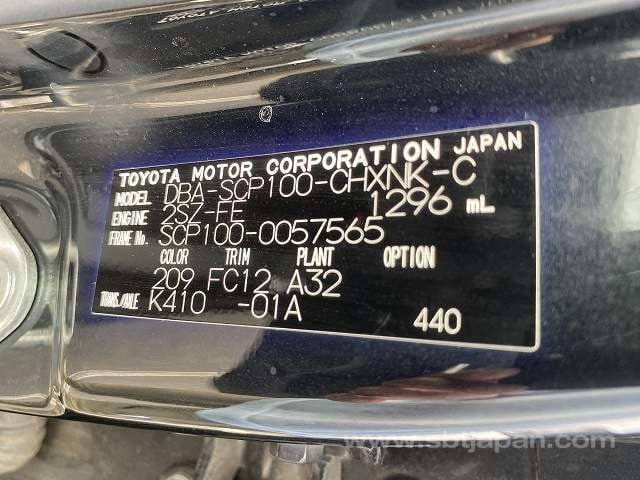 TOYOTA MOTOR CORPORATION JAPAN
MODEL DBA-SCP100-CHXNK-C
ENGINE 2SZ-FE 1296 mL
FRAME No. SCP100-0057565
COLOR TRIM PLANT OPTION
209 FC12 A32
TRANS./AXLE K410 -01A
440
www.sbtjapan.com